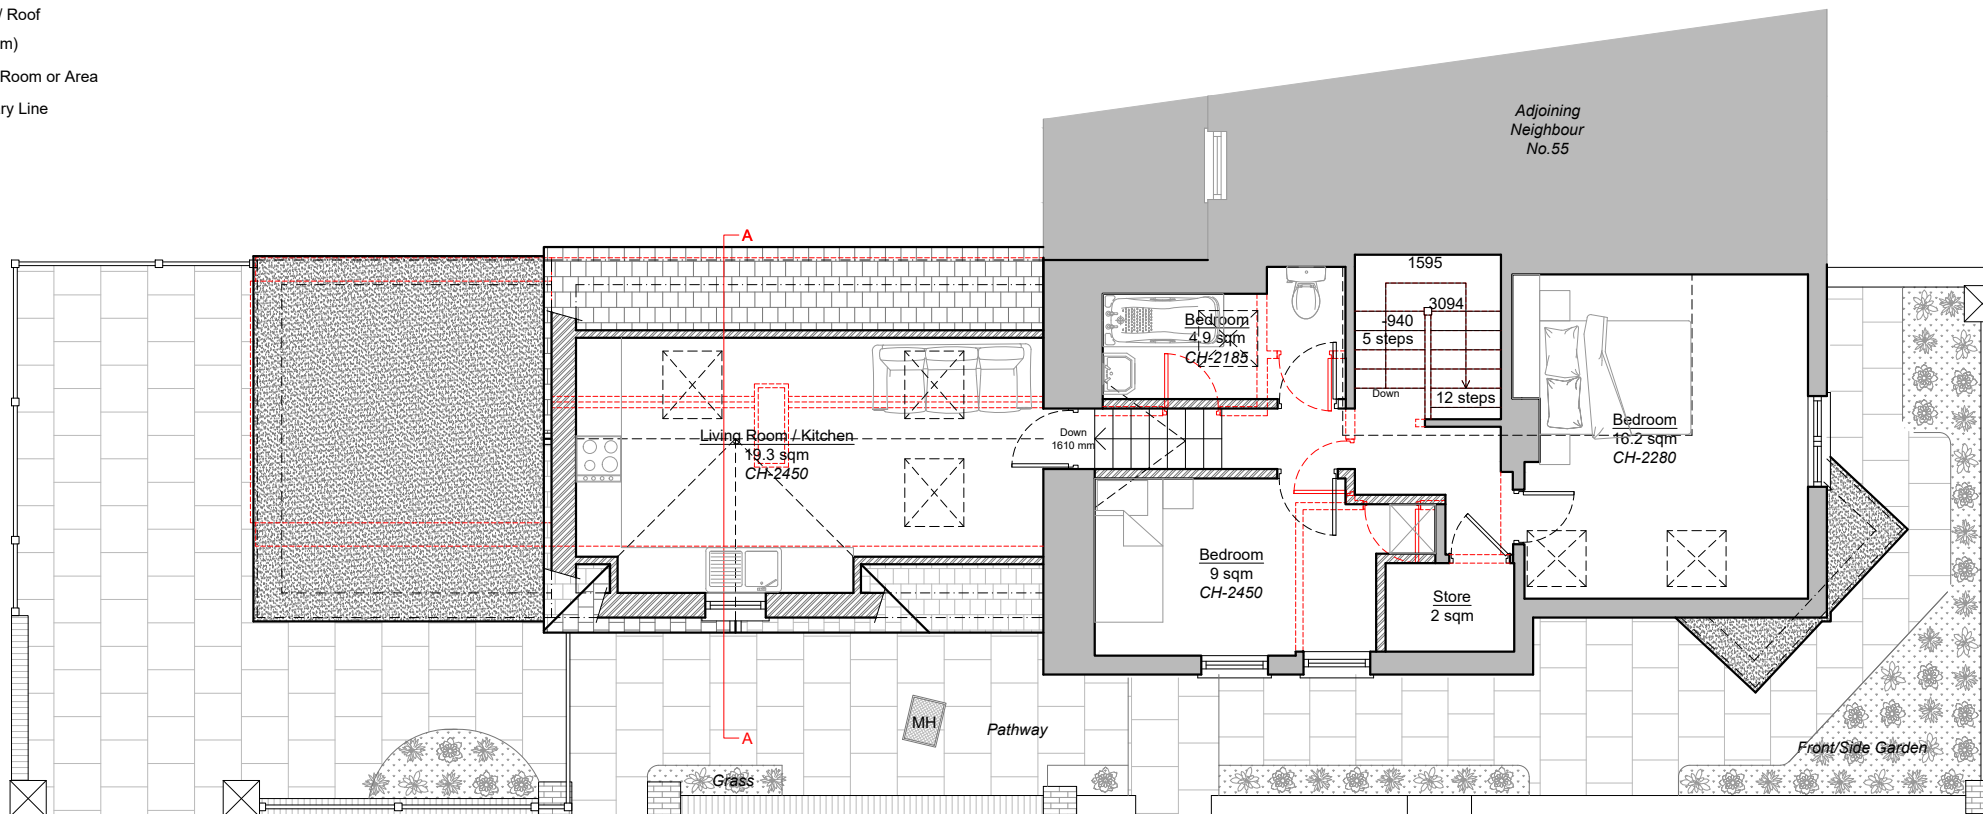 / Roof
m)
Room or Area
ry Line
Adjoining
Neighbour
No.55
A
1595
3094
-940
5 steps
Down
12 steps
Bedroom
4.9 sqm
CH-2185
Living Room / Kitchen
19.3 sqm
CH-2450
Down
1610 mm
Bedroom
16.2 sqm
CH-2280
Bedroom
9 sqm
CH-2450
Store
2 sqm
MH
Pathway
A
Grass
Front/Side Garden